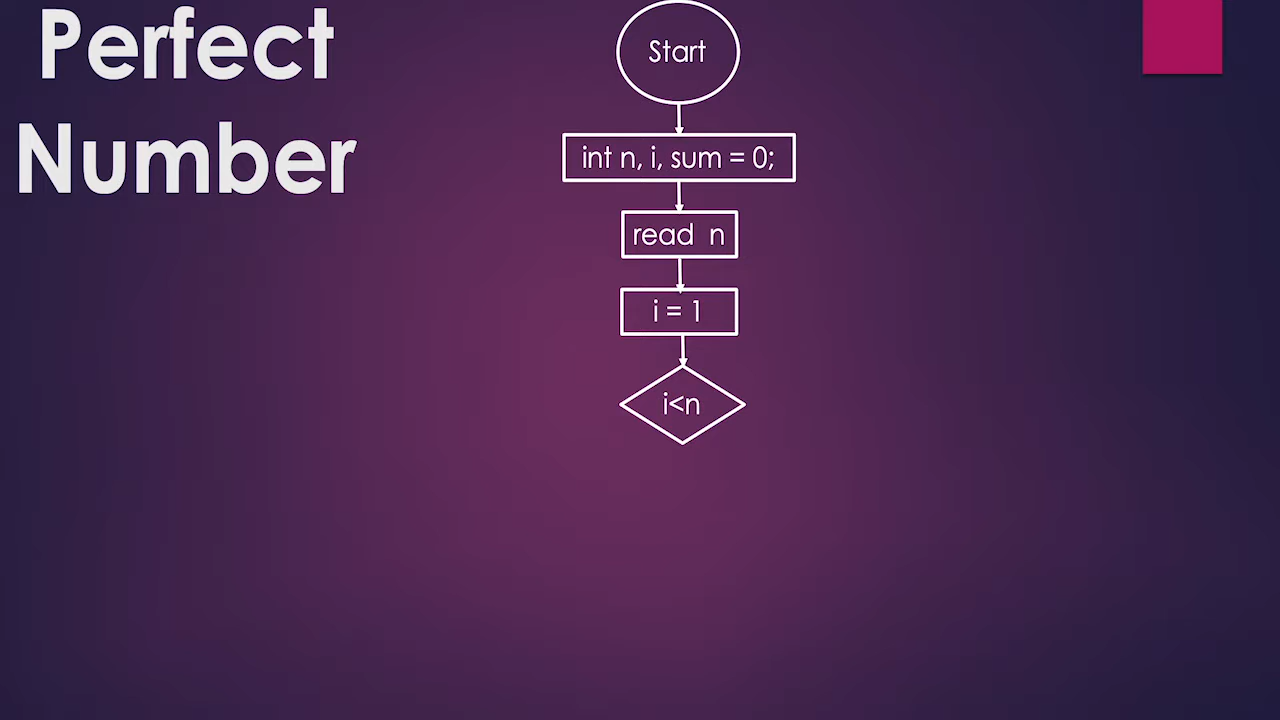 Perfect
Number
Start
int n, i, sum = 0;
read n
i = 1
i<n